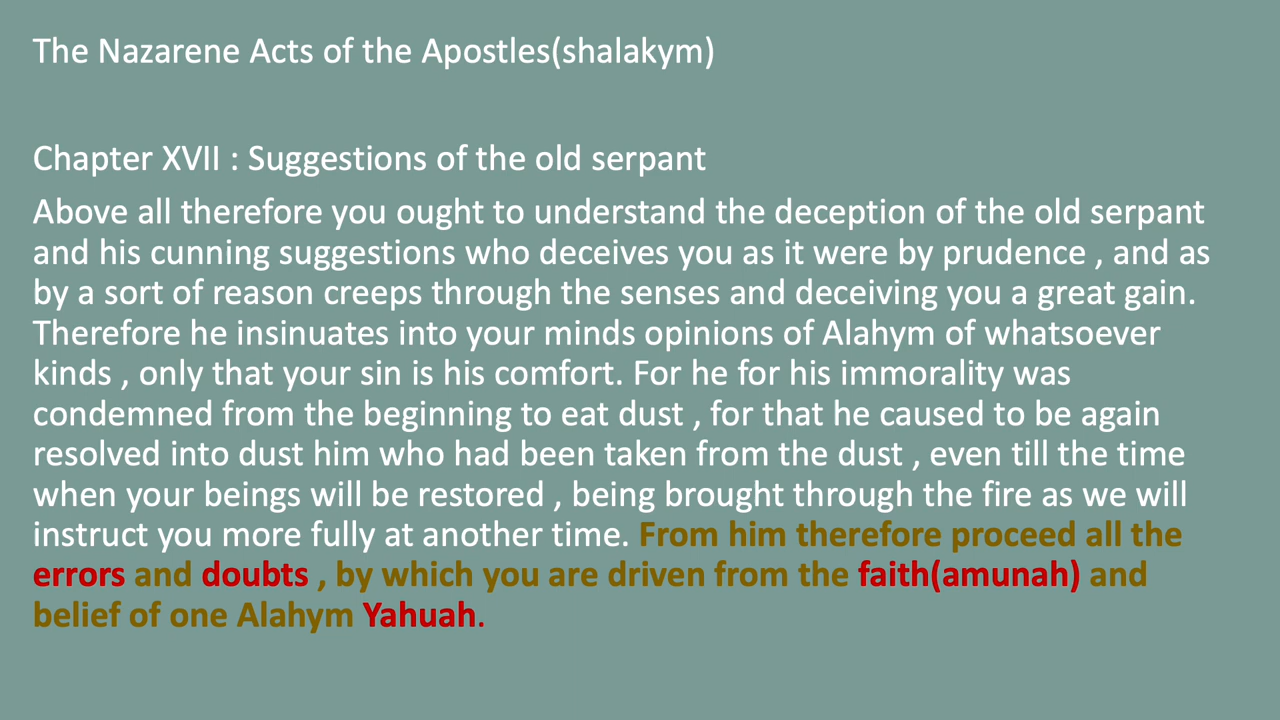 The Nazarene Acts of the Apostles(shalakym)
Chapter XVII : Suggestions of the old serpant
Above all therefore you ought to understand the deception of the old serpant
and his cunning suggestions who deceives you as it were by prudence , and as
by a sort of reason creeps through the senses and deceiving you a great gain.
Therefore he insinuates into your minds opinions of Alahym of whatsoever
kinds , only that your sin is his comfort. For he for his immorality was
condemned from the beginning to eat dust , for that he caused to be again
resolved into dust him who had been taken from the dust , even till the time
when your beings will be restored , being brought through the fire as we will
instruct you more fully at another time. From him therefore proceed all the
errors and doubts , by which you are driven from the faith(amunah) and
belief of one Alahym Yahuah.